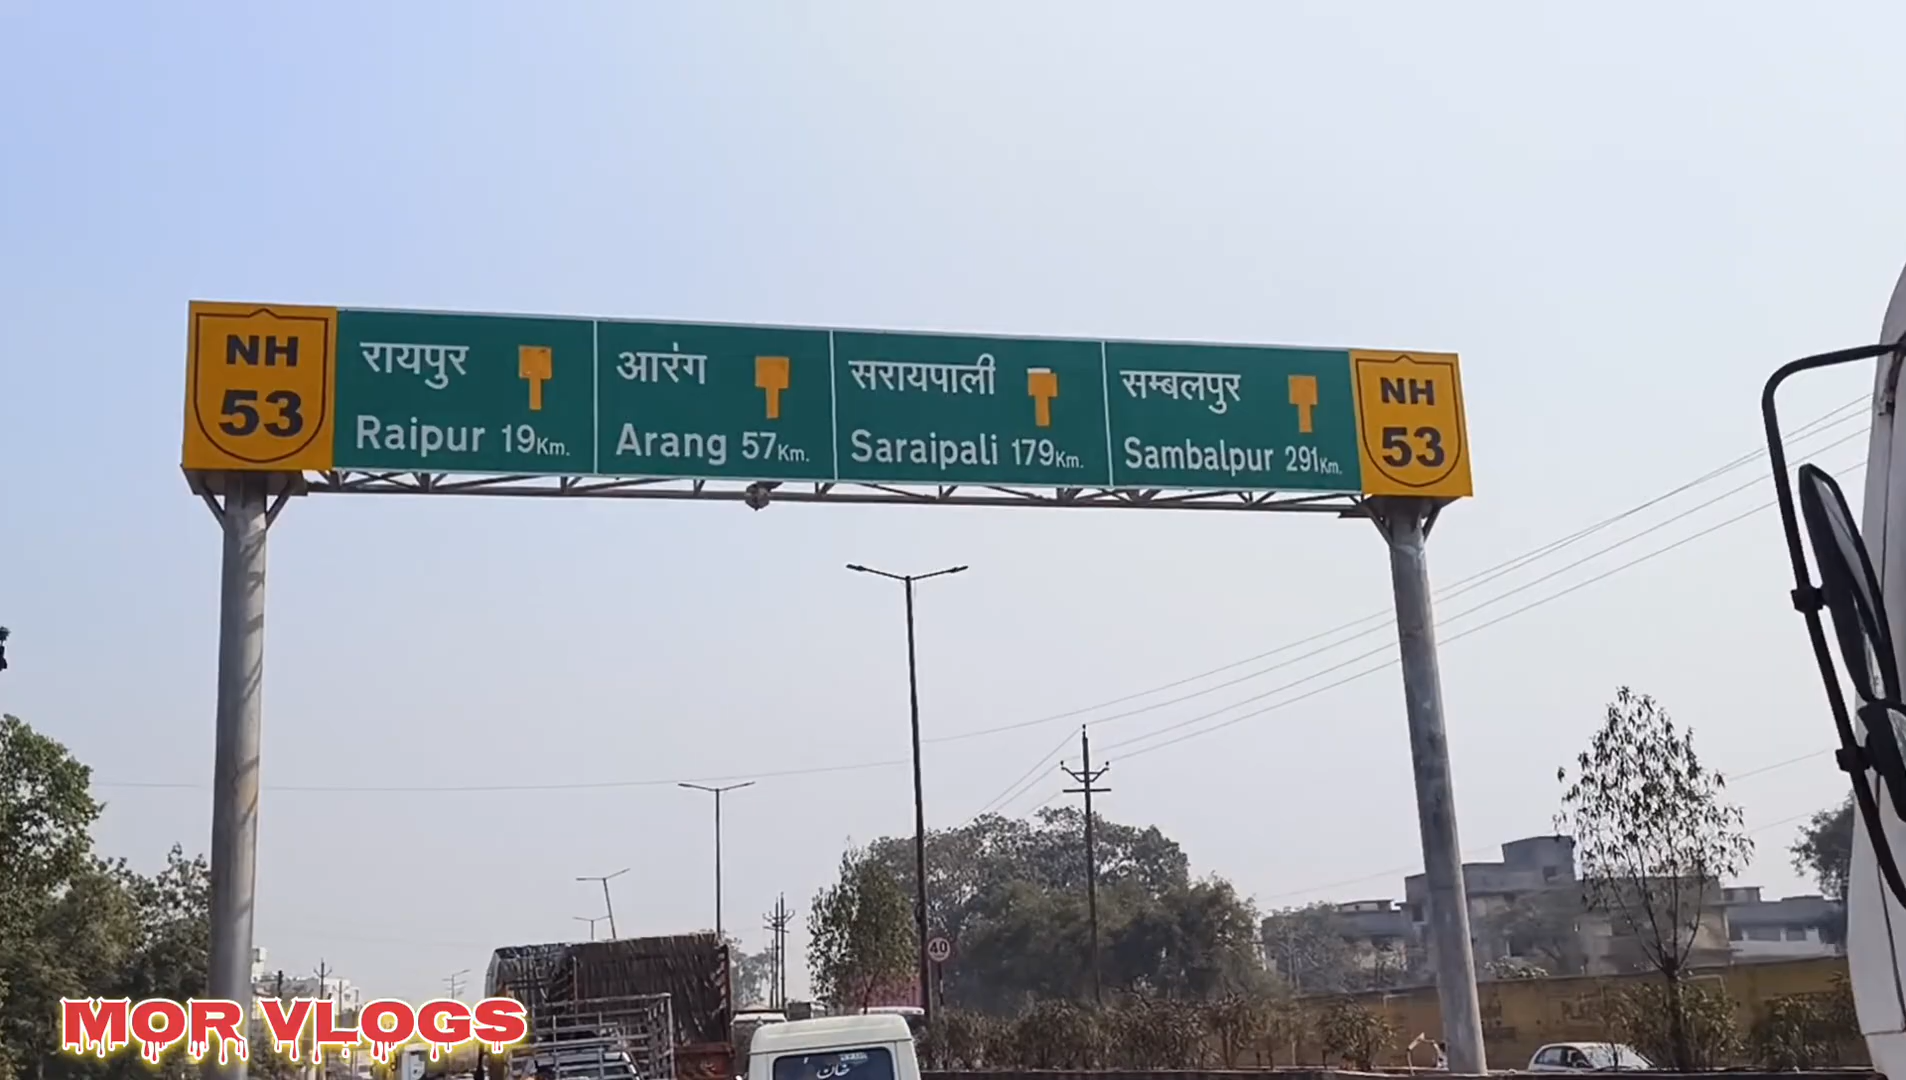 NH
53
रायपुर
Raipur 19Km.
आरंग
Arang 57Km.
सरायपाली
Saraipali 179Km.
सम्बलपुर
Sambalpur 291Km.
NH
53
40
MOR VLOGS
خان